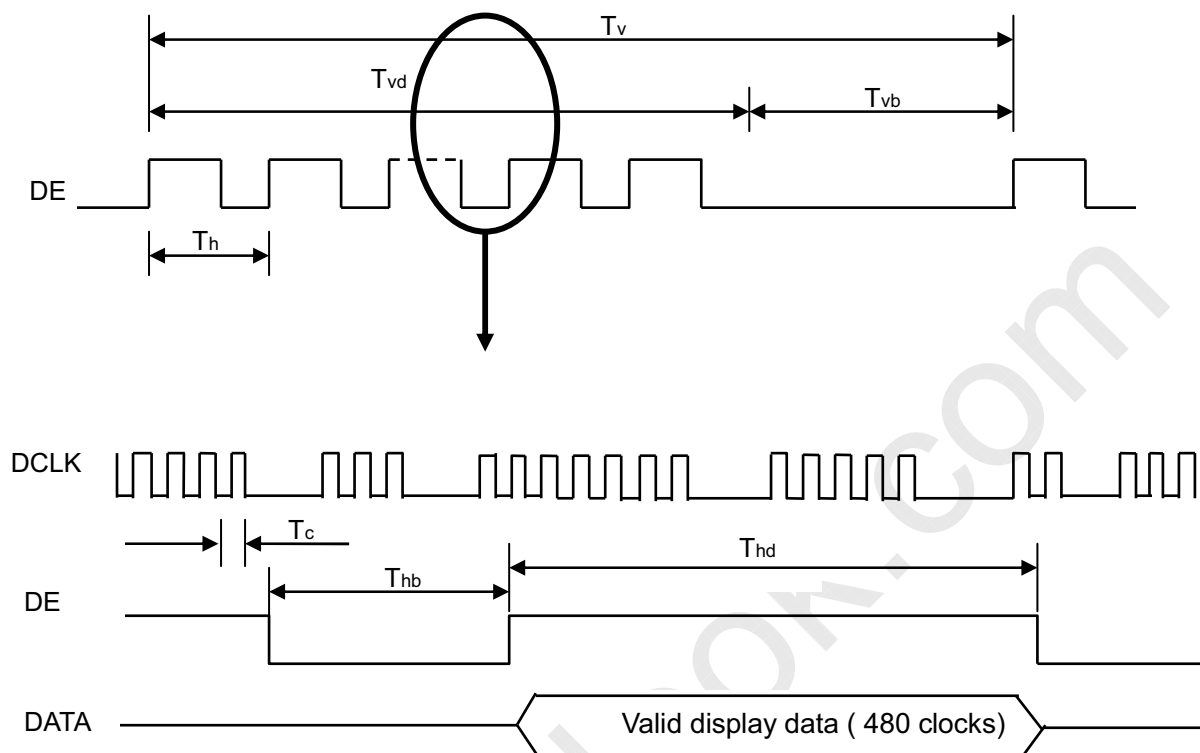 Tv
Tvd
Tvb
DE
Th
DCLK
Tc
Thd
Thb
DE
DATA
Valid display data ( 480 clocks)